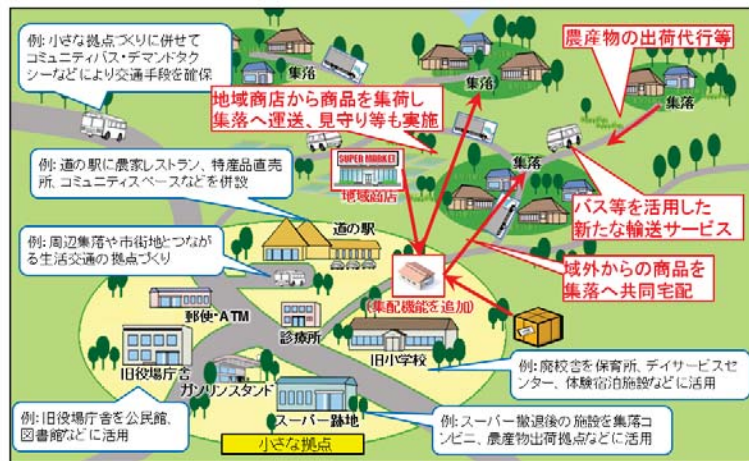 例: 小さな拠点づくりに併せて
コミュニティバス・デマンドタク
シーなどにより交通手段を確保
集落
集落
農産物の出荷代行等
集落
地域商店から商品を集荷し
集落へ運送、見守り等も実施
例: 道の駅に農家レストラン、特産品直売
所、コミュニティスペースなどを併設
SUPER MARKET
地域商店
集落
バス等を活用した
新たな輸送サービス
道の駅
例: 周辺集落や市街地とつなが
る生活交通の拠点づくり
域外からの商品を
集落へ共同宅配
(集配機能を追加)
郵便・ATM
診療所
旧小学校
旧役場庁舎
ガソリンスタンド
例: 廃校舎を保育所、デイサービスセ
ンター、体験宿泊施設などに活用
スーパー跡地
例: 旧役場庁舎を公民館、
図書館などに活用
例: スーパー撤退後の施設を集落コ
ンビニ、農産物出荷拠点などに活用
小さな拠点